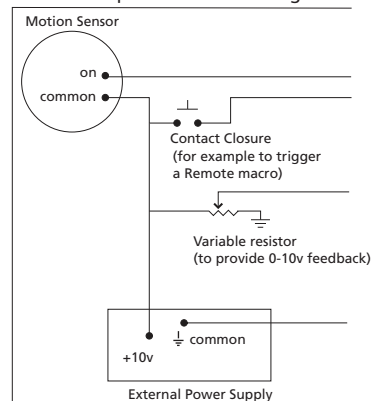 Motion Sensor
on
common
Contact Closure
(for example to trigger
a Remote macro)
Variable resistor
(to provide 0-10v feedback)
common
+10v
External Power Supply